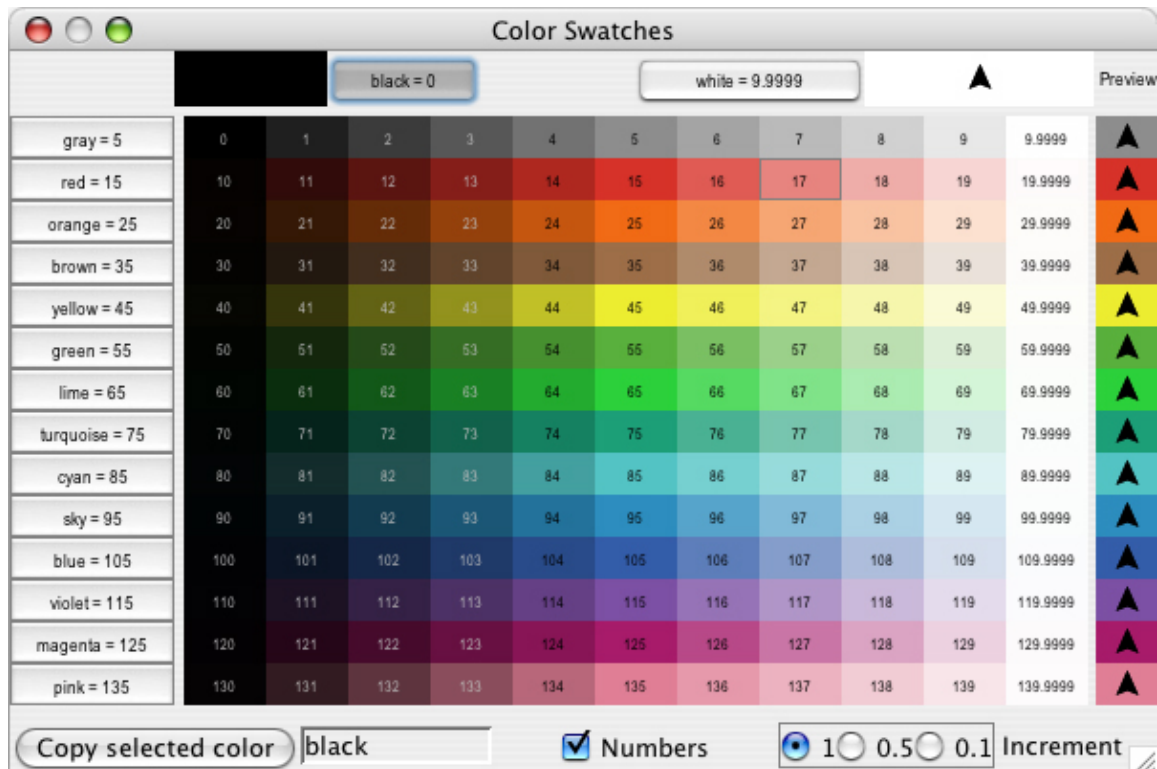 Color Swatches
black = 0 white = 9.9999 Preview
gray = 5 0 1 2 3 4 5 6 7 8 9 9.9999
red = 15 10 11 12 13 14 15 16 17 18 19 19.9999
orange = 25 20 21 22 23 24 25 26 27 28 29 29.9999
brown = 35 30 31 32 33 34 35 36 37 38 39 39.9999
yellow = 45 40 41 42 43 44 45 46 47 48 49 49.9999
green = 55 50 51 52 53 54 55 56 57 58 59 59.9999
lime = 65 60 61 62 63 64 65 66 67 68 69 69.9999
turquoise = 75 70 71 72 73 74 75 76 77 78 79 79.9999
cyan = 85 80 81 82 83 84 85 86 87 88 89 89.9999
sky = 95 90 91 92 93 94 95 96 97 98 99 99.9999
blue = 105 100 101 102 103 104 105 106 107 108 109 109.9999
violet = 115 110 111 112 113 114 115 116 117 118 119 119.9999
magenta = 125 120 121 122 123 124 125 126 127 128 129 129.9999
pink = 135 130 131 132 133 134 135 136 137 138 139 139.9999
Copy selected color black Numbers 1 0.5 0.1 Increment